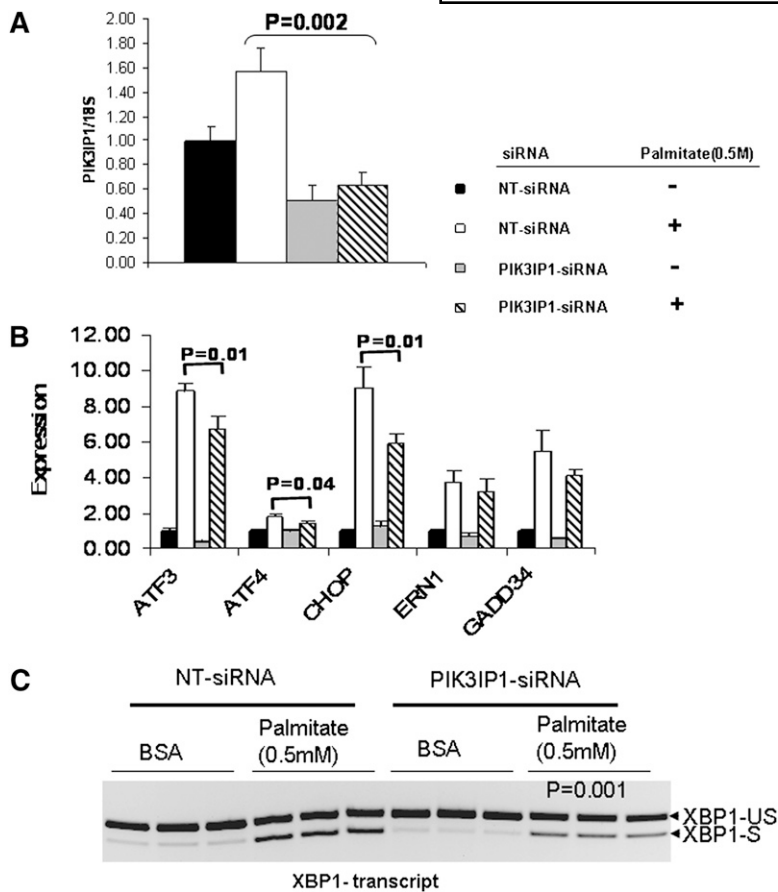 A
P=0.002
PIK3IP1/18S
2.00
1.80
1.60
1.40
1.20
1.00
0.80
0.60
0.40
0.20
0.00
siRNA Palmitate(0.5M)
NT-siRNA -
NT-siRNA +
PIK3IP1-siRNA -
PIK3IP1-siRNA +
B
Expression
12.00
10.00
8.00
6.00
4.00
2.00
0.00
P=0.01
P=0.04
P=0.01
ATF3
ATF4
CHOP
ERN1
GADD34
C
NT-siRNA PIK3IP1-siRNA
BSA
Palmitate
(0.5mM)
BSA
Palmitate
(0.5mM)
P=0.001
XBP1-US
XBP1-S
XBP1- transcript